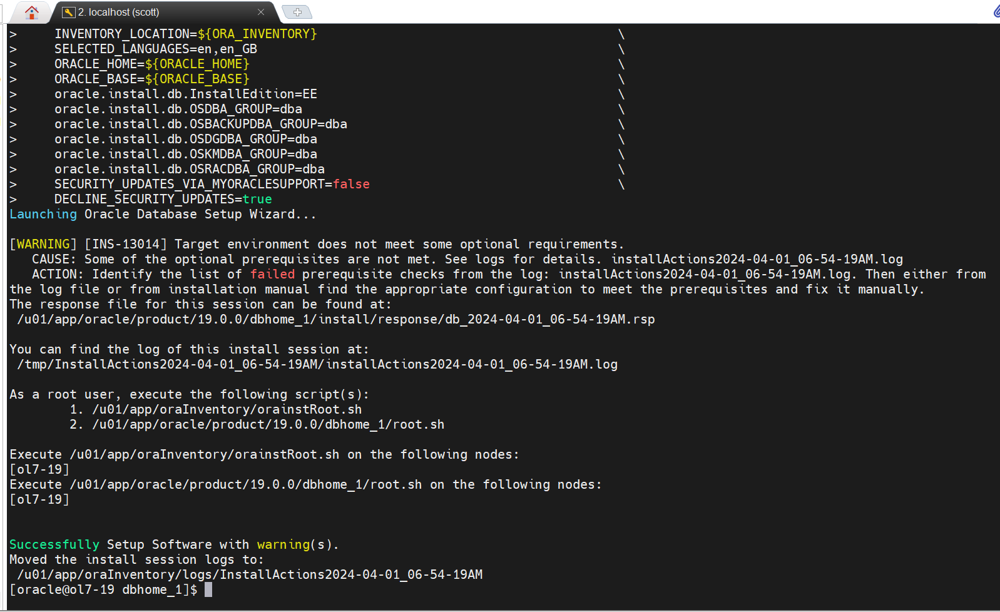 2. localhost (scott)
> INVENTORY_LOCATION=${ORA_INVENTORY} \
> SELECTED_LANGUAGES=en,en_GB \
> ORACLE_HOME=${ORACLE_HOME} \
> ORACLE_BASE=${ORACLE_BASE} \
> oracle.install.db.InstallEdition=EE \
> oracle.install.db.OSDBA_GROUP=dba \
> oracle.install.db.OSBACKUPDBA_GROUP=dba \
> oracle.install.db.OSDGDBA_GROUP=dba \
> oracle.install.db.OSKMDBA_GROUP=dba \
> oracle.install.db.OSRACDBA_GROUP=dba \
> SECURITY_UPDATES_VIA_MYORACLESUPPORT=false \
> DECLINE_SECURITY_UPDATES=true
Launching Oracle Database Setup Wizard...
[WARNING] [INS-13014] Target environment does not meet some optional requirements.
CAUSE: Some of the optional prerequisites are not met. See logs for details. installActions2024-04-01_06-54-19AM.log
ACTION: Identify the list of failed prerequisite checks from the log: installActions2024-04-01_06-54-19AM.log. Then either from
the log file or from installation manual find the appropriate configuration to meet the prerequisites and fix it manually.
The response file for this session can be found at:
/u01/app/oracle/product/19.0.0/dbhome_1/install/response/db_2024-04-01_06-54-19AM.rsp
You can find the log of this install session at:
/tmp/InstallActions2024-04-01_06-54-19AM/installActions2024-04-01_06-54-19AM.log
As a root user, execute the following script(s):
1. /u01/app/oraInventory/orainstRoot.sh
2. /u01/app/oracle/product/19.0.0/dbhome_1/root.sh
Execute /u01/app/oraInventory/orainstRoot.sh on the following nodes:
[ol7-19]
Execute /u01/app/oracle/product/19.0.0/dbhome_1/root.sh on the following nodes:
[ol7-19]
Successfully Setup Software with warning(s).
Moved the install session logs to:
/u01/app/oraInventory/logs/InstallActions2024-04-01_06-54-19AM
[oracle@ol7-19 dbhome_1]$